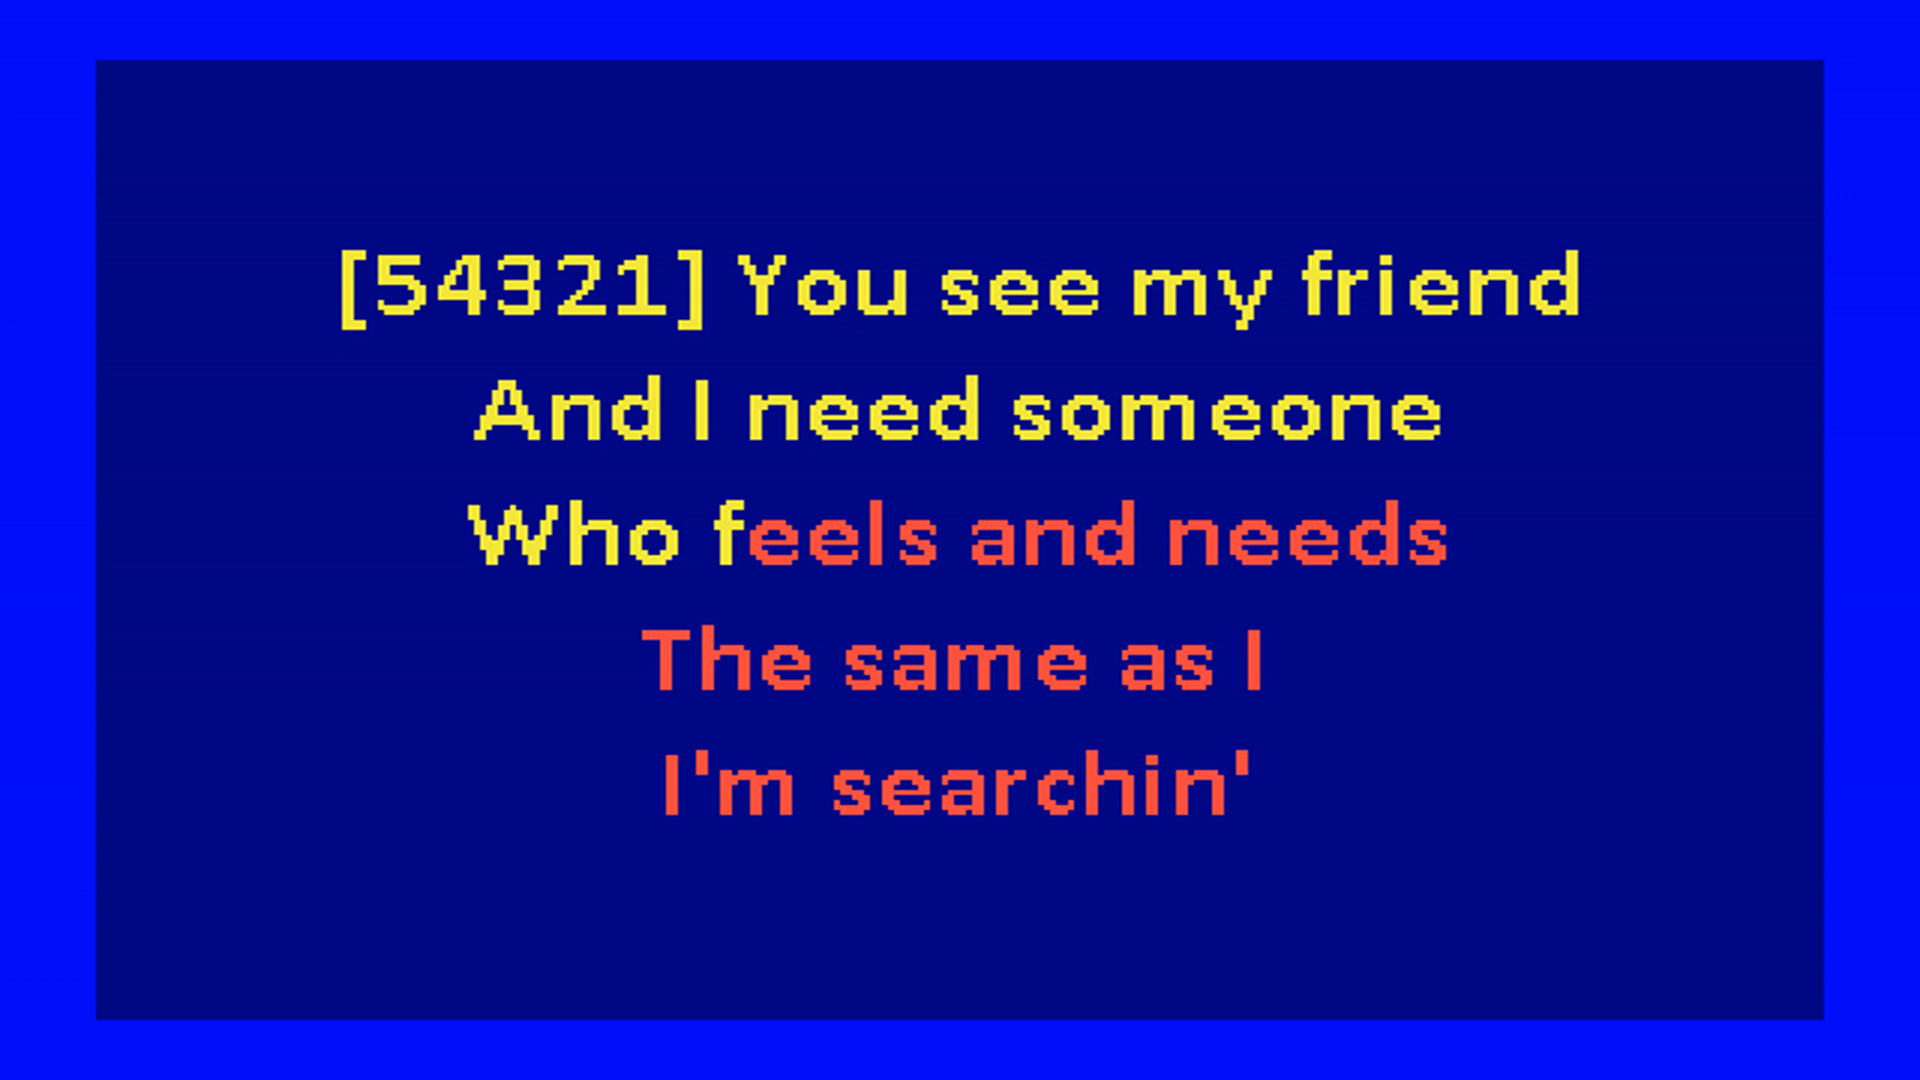 [54321] You see my friend
And I need someone
Who feels and needs
The same as I
I'm searchin'